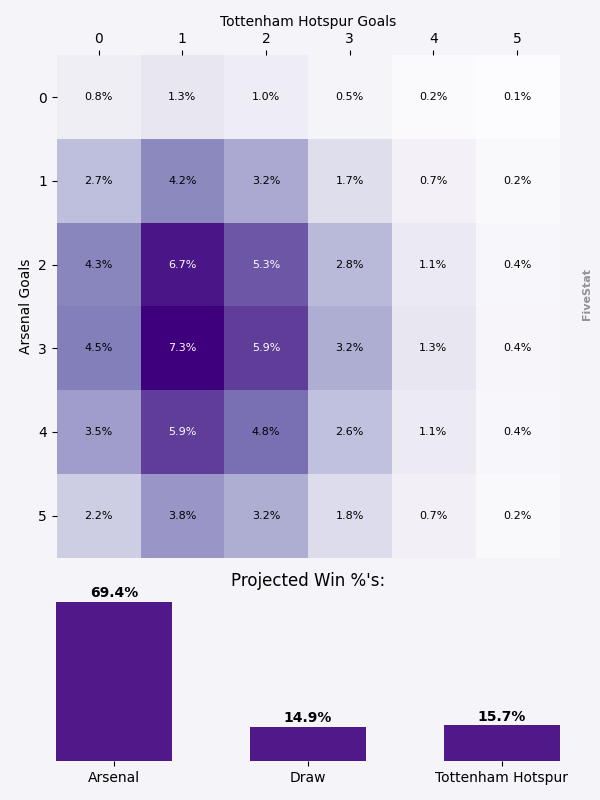 Tottenham Hotspur Goals
0 1 2 3 4 5
0 0.8% 1.3% 1.0% 0.5% 0.2% 0.1%
1 2.7% 4.2% 3.2% 1.7% 0.7% 0.2%
2 4.3% 6.7% 5.3% 2.8% 1.1% 0.4%
3 4.5% 7.3% 5.9% 3.2% 1.3% 0.4%
4 3.5% 5.9% 4.8% 2.6% 1.1% 0.4%
5 2.2% 3.8% 3.2% 1.8% 0.7% 0.2%
Arsenal Goals
FiveStat
Projected Win %'s:
69.4% 14.9% 15.7%
Arsenal Draw Tottenham Hotspur